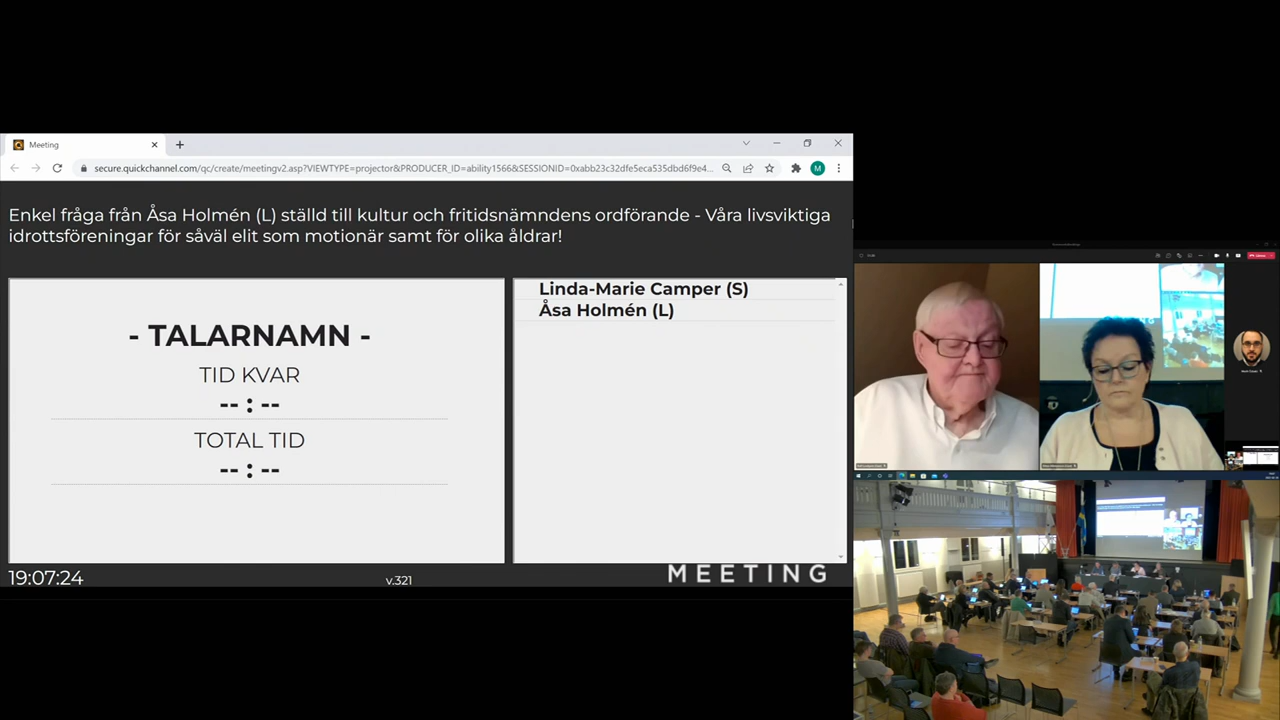 Meeting
secure.quickchannel.com/qc/create/meetingv2.asp?VIEWTYPE=projector&PRODUCER_ID=ability1566&SESSIONID=0xabb23c32dfe5eca535dbd6f9e4...
M
Enkel fråga från Åsa Holmén (L) ställd till kultur och fritidsnämndens ordförande - Våra livsviktiga
idrottsföreningar för såväl elit som motionär samt för olika åldrar!
- TALARNAMN -
TID KVAR
-- : --
TOTAL TID
-- : --
Linda-Marie Camper (S)
Åsa Holmén (L)
19:07:24
v.321
MEETING